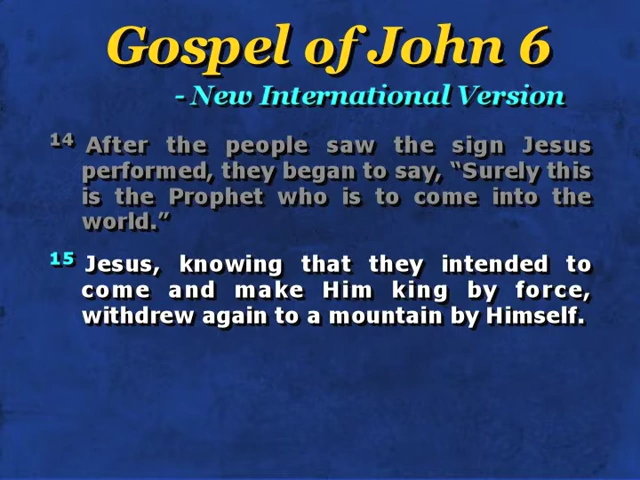 Gospel of John 6
- New International Version
14 After the people saw the sign Jesus
performed, they began to say, “Surely this
is the Prophet who is to come into the
world.”
15 Jesus, knowing that they intended to
come and make Him king by force,
withdrew again to a mountain by Himself.